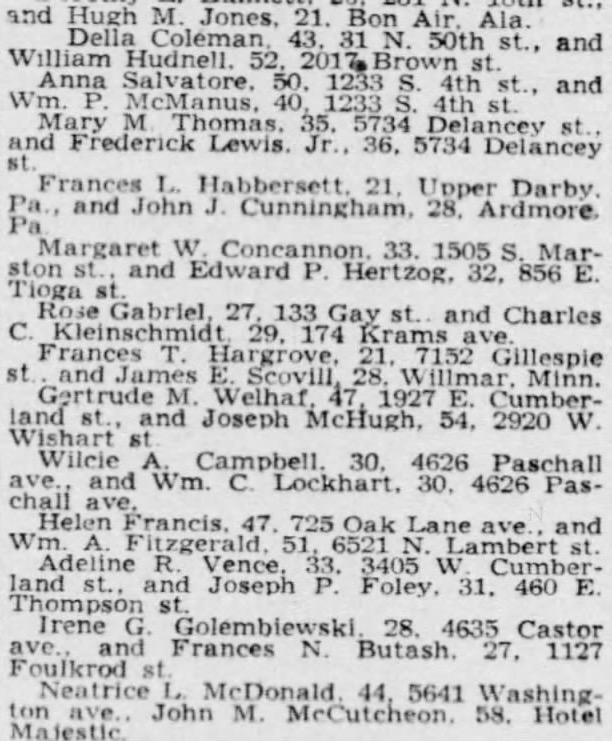 and Hugh M. Jones, 21, Bon Air, Ala.
Della Coleman, 43, 31 N. 50th st., and
William Hudnell, 52, 2017 Brown st.
Anna Salvatore, 50, 1233 S. 4th st., and
Wm. P. McManus, 40, 1233 S. 4th st.
Mary M. Thomas, 35, 5734 Delancey st.,
and Frederick Lewis, Jr., 36, 5734 Delancey
st.
Frances L. Habbersett, 21, Upper Darby,
Pa., and John J. Cunningham, 28, Ardmore,
Pa.
Margaret W. Concannon, 33, 1505 S. Mar-
ston st., and Edward P. Hertzog, 32, 856 E.
Tioga st.
Rose Gabriel, 27, 133 Gay st., and Charles
C. Kleinschmidt, 29, 174 Krams ave.
Frances T. Hargrove, 21, 7152 Gillespie
st., and James E. Scovill, 28, Willmar, Minn.
Gertrude M. Welhaf, 47, 1927 E. Cumber-
land st., and Joseph McHugh, 54, 2920 W.
Wishart st.
Wilcie A. Campbell, 30, 4626 Paschall
ave., and Wm. C. Lockhart, 30, 4626 Pas-
chall ave.
Helen Francis, 47, 725 Oak Lane ave., and
Wm. A. Fitzgerald, 51, 6521 N. Lambert st.
Adeline R. Vence, 33, 3405 W. Cumber-
land st., and Joseph P. Foley, 31, 460 E.
Thompson st.
Irene G. Golembiewski, 28, 4635 Castor
ave., and Frances N. Butash, 27, 1127
Foulkrod st.
Neatrice L. McDonald, 44, 5641 Washing-
ton ave., John M. McCutcheon, 58, Hotel
Majestic.